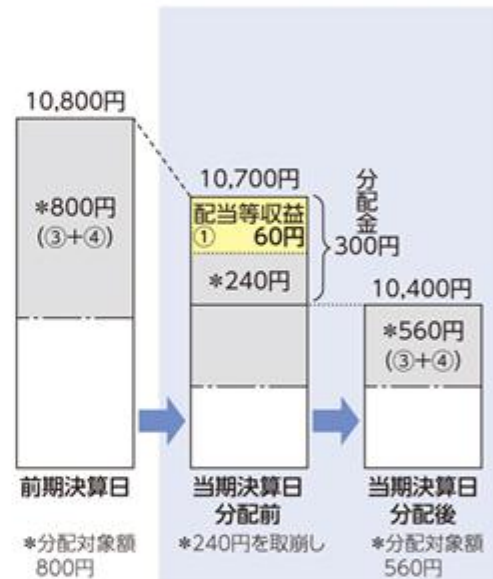 10,800円
*800円
(③+④)
前期決算日
*分配対象額
800円
10,700円
配当等収益
① 60円
*240円
分配金
300円
当期決算日
分配前
*240円を取崩し
10,400円
*560円
(③+④)
当期決算日
分配後
*分配対象額
560円